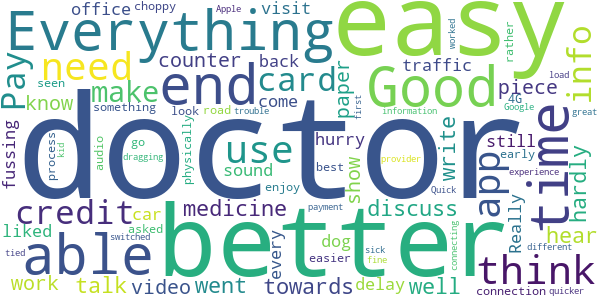 office choppy Apple visit
Everything easy
counter back traffic worked rather
Pay need end card paper Good piece info
seen know make come 4G Google load
something look road trouble first information great
fussing process kid audio go physically use hurry show write app still early time hardly
doctor
dragging sound best provider Quick experience
credit medicine enjoy discuss Really hear
liked car asked every dog payment connecting different
able better think
tied switched easier sick fine
work talk video went towards delay well connection quicker